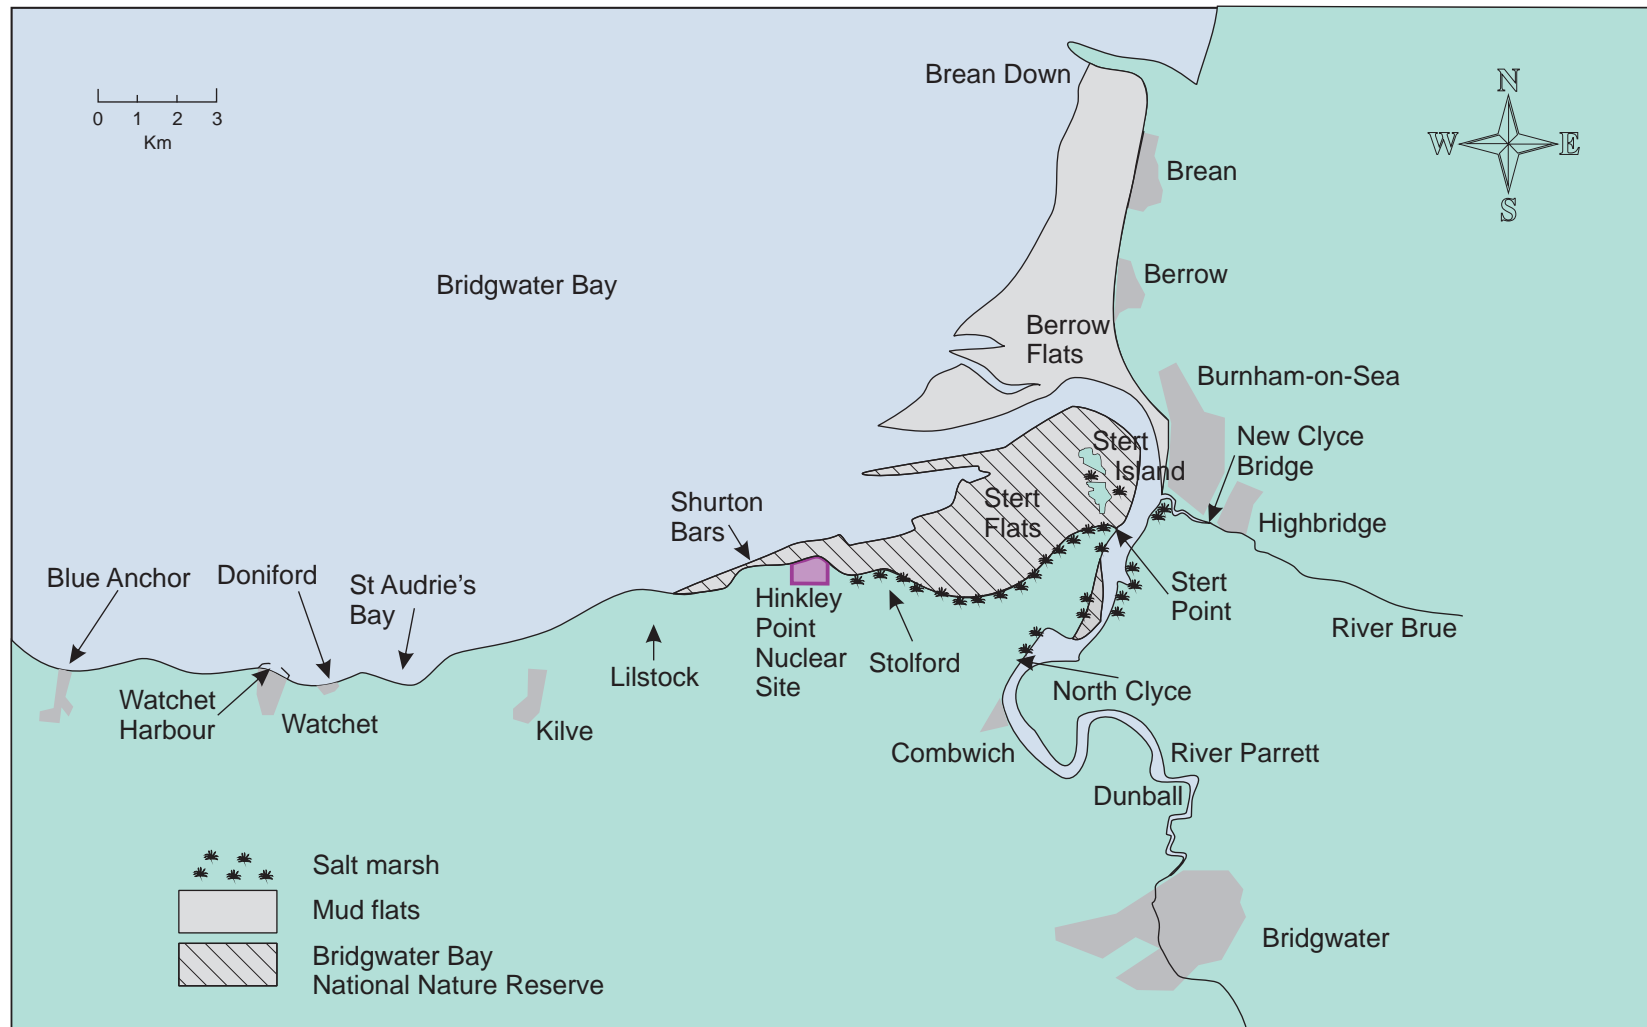 Brean Down
0 1 2 3
Km
N
W E
S
Brean
Bridgwater Bay
Berrow
Berrow
Flats
Burnham-on-Sea
New Clyce
Bridge
Stert
Island
Shurton
Bars
Stert
Flats
Highbridge
Blue Anchor
Doniford
St Audrie's
Bay
Hinkley
Point
Nuclear
Site
Stert
Point
River Brue
Lilstock
Stolford
North Clyce
Watchet
Harbour
Watchet
Kilve
Combwich
River Parrett
Dunball
Salt marsh
Mud flats
Bridgwater Bay
National Nature Reserve
Bridgwater